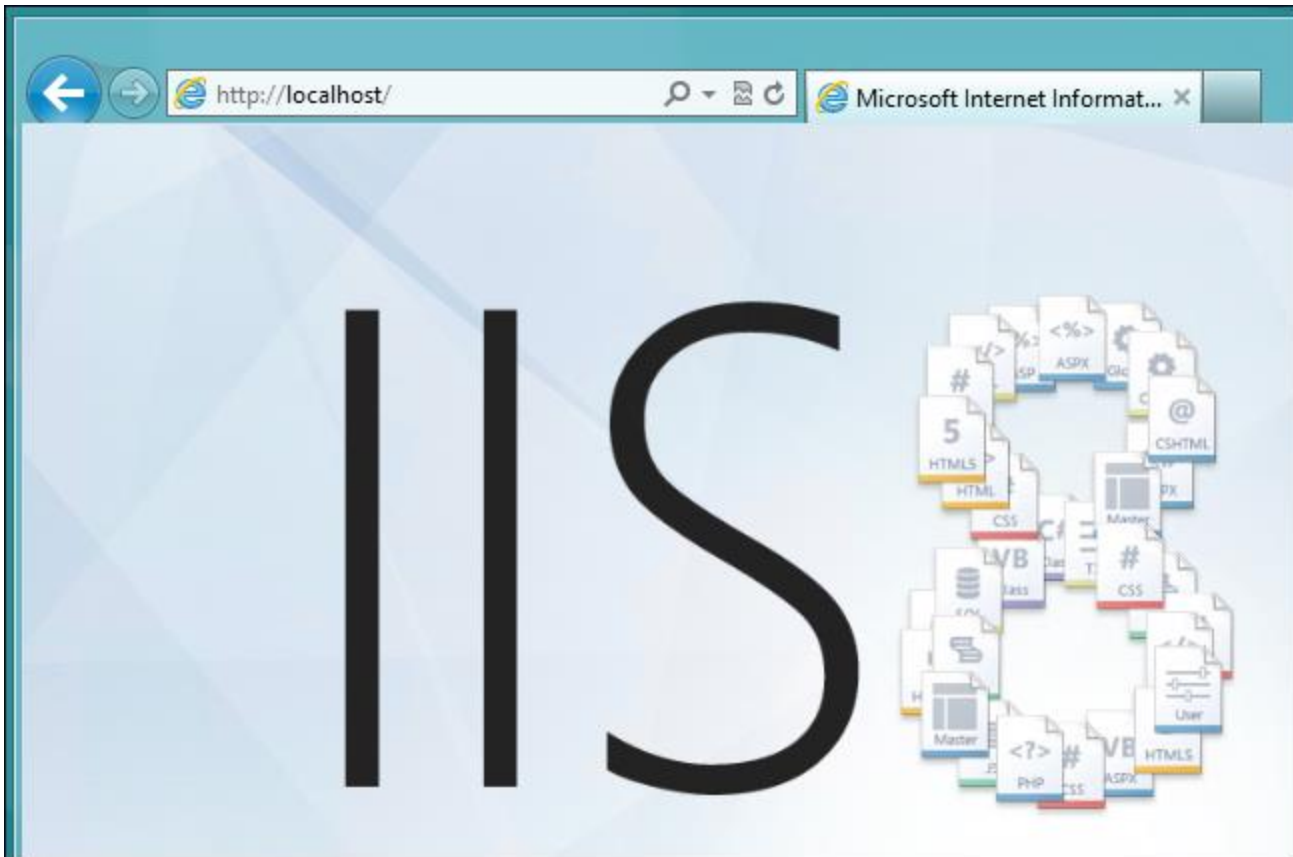 http://localhost/
Microsoft Internet Informat...
IIS
<%>
ASPX
#
@
CSHTML
5
HTML5
HTML
CSS
Master
VB
#
CSS
User
Master
<?>
PHP
#
CSS
VB
ASPX
HTML5